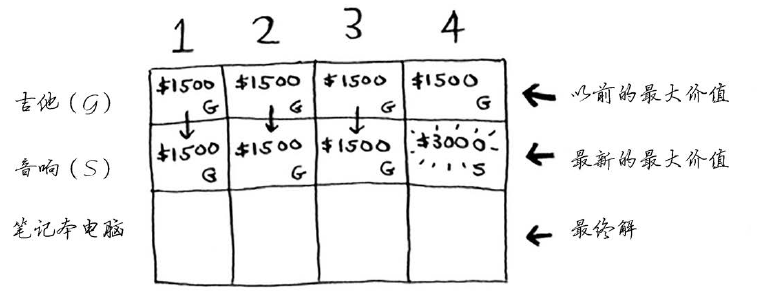 1 2 3 4
吉他(G) $1500 G $1500 G $1500 G $1500 G 以前的最大价值
音响(S) $1500 G $1500 G $1500 G $3000 S 最新的最大价值
笔记本电脑 最终解